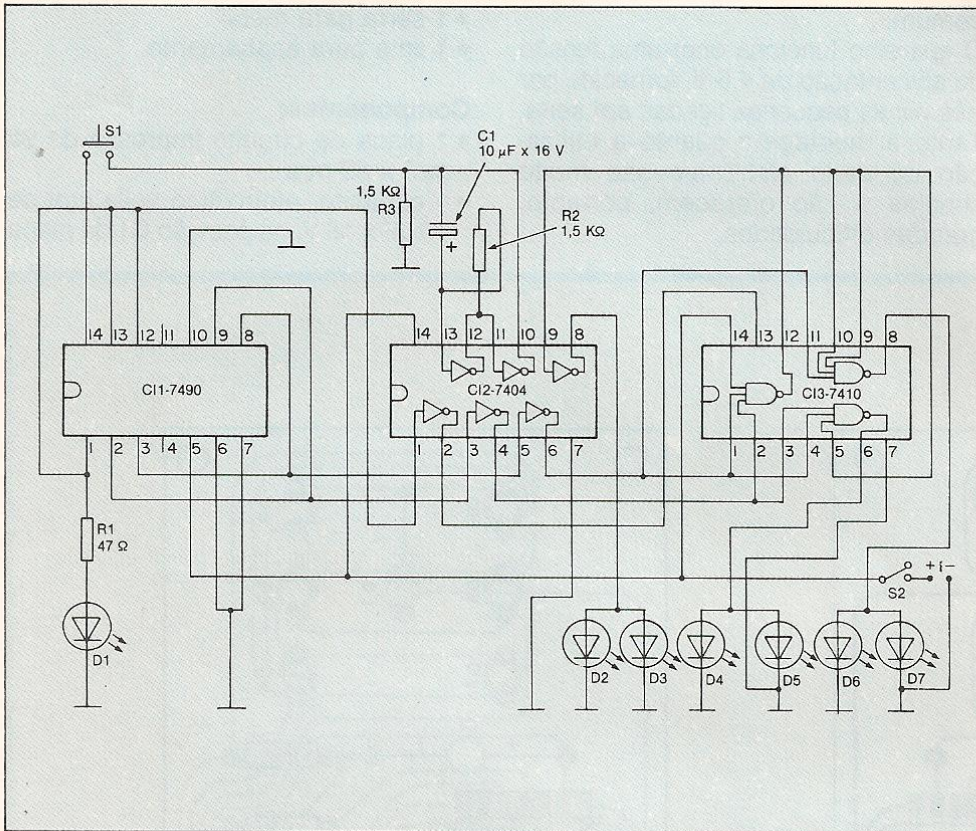 S1
C1
10 µF x 16 V
1,5 KΩ
R3
R2
1,5 KΩ
+
14 13 12 11 10 9 8
CI1-7490
1 2 3 4 5 6 7
14 13 12 11 10 9 8
CI2-7404
1 2 3 4 5 6 7
14 13 12 11 10 9 8
CI3-7410
1 2 3 4 5 6 7
R1
47 Ω
S2
+ -
D1
D2
D3
D4
D5
D6
D7